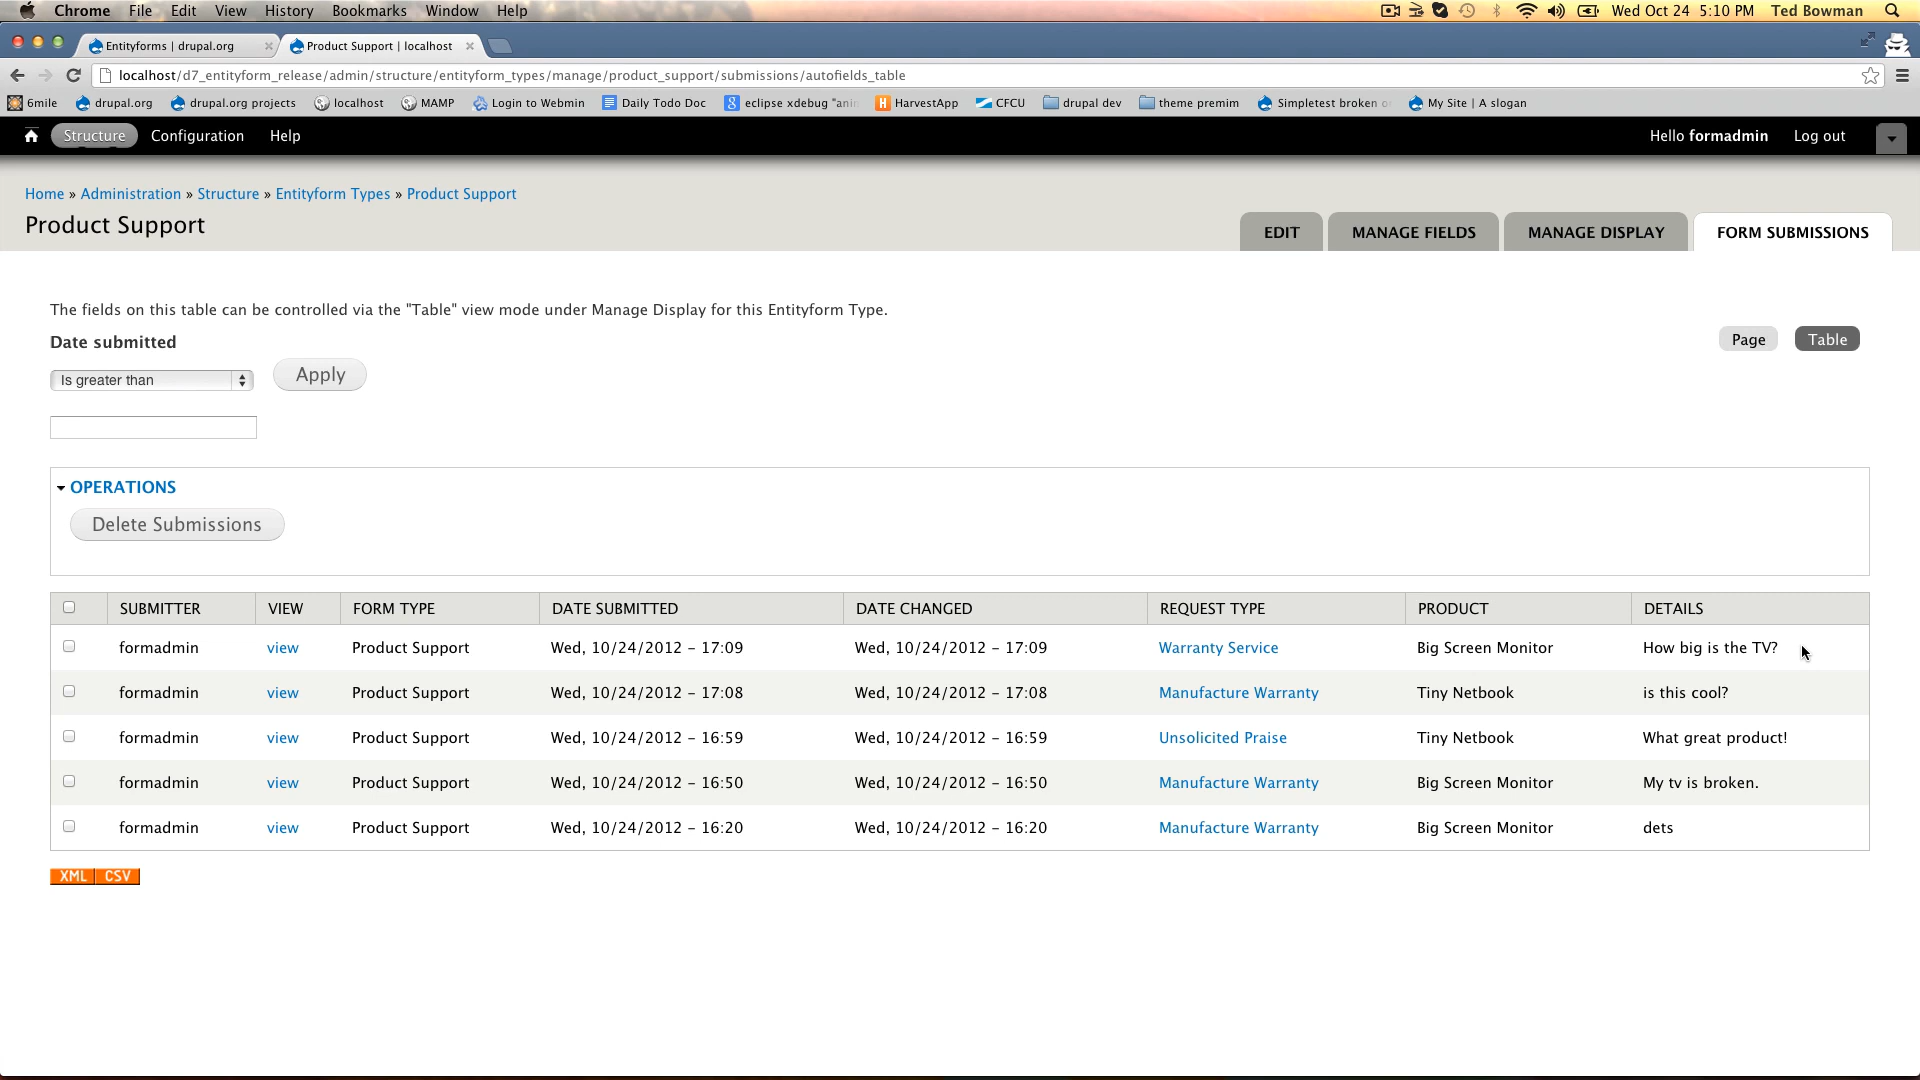 Chrome File Edit View History Bookmarks Window Help Wed Oct 24 5:10 PM Ted Bowman
Entityforms | drupal.org Product Support | localhost
localhost/d7_entityform_release/admin/structure/entityform_types/manage/product_support/submissions/autofields_table
6mile drupal.org drupal.org projects localhost MAMP Login to Webmin Daily Todo Doc eclipse xdebug "ani HarvestApp CFCU drupal dev theme premim Simpletest broken o My Site | A slogan
Structure Configuration Help Hello formadmin Log out
Home » Administration » Structure » Entityform Types » Product Support
Product Support
EDIT MANAGE FIELDS MANAGE DISPLAY FORM SUBMISSIONS
The fields on this table can be controlled via the "Table" view mode under Manage Display for this Entityform Type.
Date submitted
Page Table
Is greater than Apply
OPERATIONS
Delete Submissions
SUBMITTER VIEW FORM TYPE DATE SUBMITTED DATE CHANGED REQUEST TYPE PRODUCT DETAILS
formadmin view Product Support Wed, 10/24/2012 - 17:09 Wed, 10/24/2012 - 17:09 Warranty Service Big Screen Monitor How big is the TV?
formadmin view Product Support Wed, 10/24/2012 - 17:08 Wed, 10/24/2012 - 17:08 Manufacture Warranty Tiny Netbook is this cool?
formadmin view Product Support Wed, 10/24/2012 - 16:59 Wed, 10/24/2012 - 16:59 Unsolicited Praise Tiny Netbook What great product!
formadmin view Product Support Wed, 10/24/2012 - 16:50 Wed, 10/24/2012 - 16:50 Manufacture Warranty Big Screen Monitor My tv is broken.
formadmin view Product Support Wed, 10/24/2012 - 16:20 Wed, 10/24/2012 - 16:20 Manufacture Warranty Big Screen Monitor dets
XML CSV